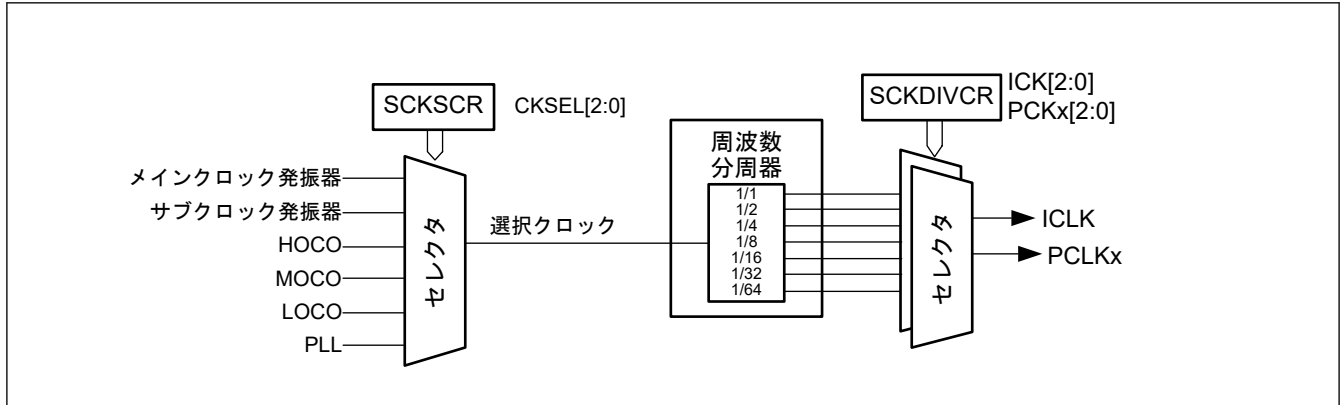 SCKSCR
CKSEL[2:0]
メインクロック発振器
サブクロック発振器
HOCO
MOCO
LOCO
PLL
セレクタ
選択クロック
周波数
分周器
1/1
1/2
1/4
1/8
1/16
1/32
1/64
SCKDIVCR
ICK[2:0]
PCKx[2:0]
セレクタ
ICLK
PCLKx